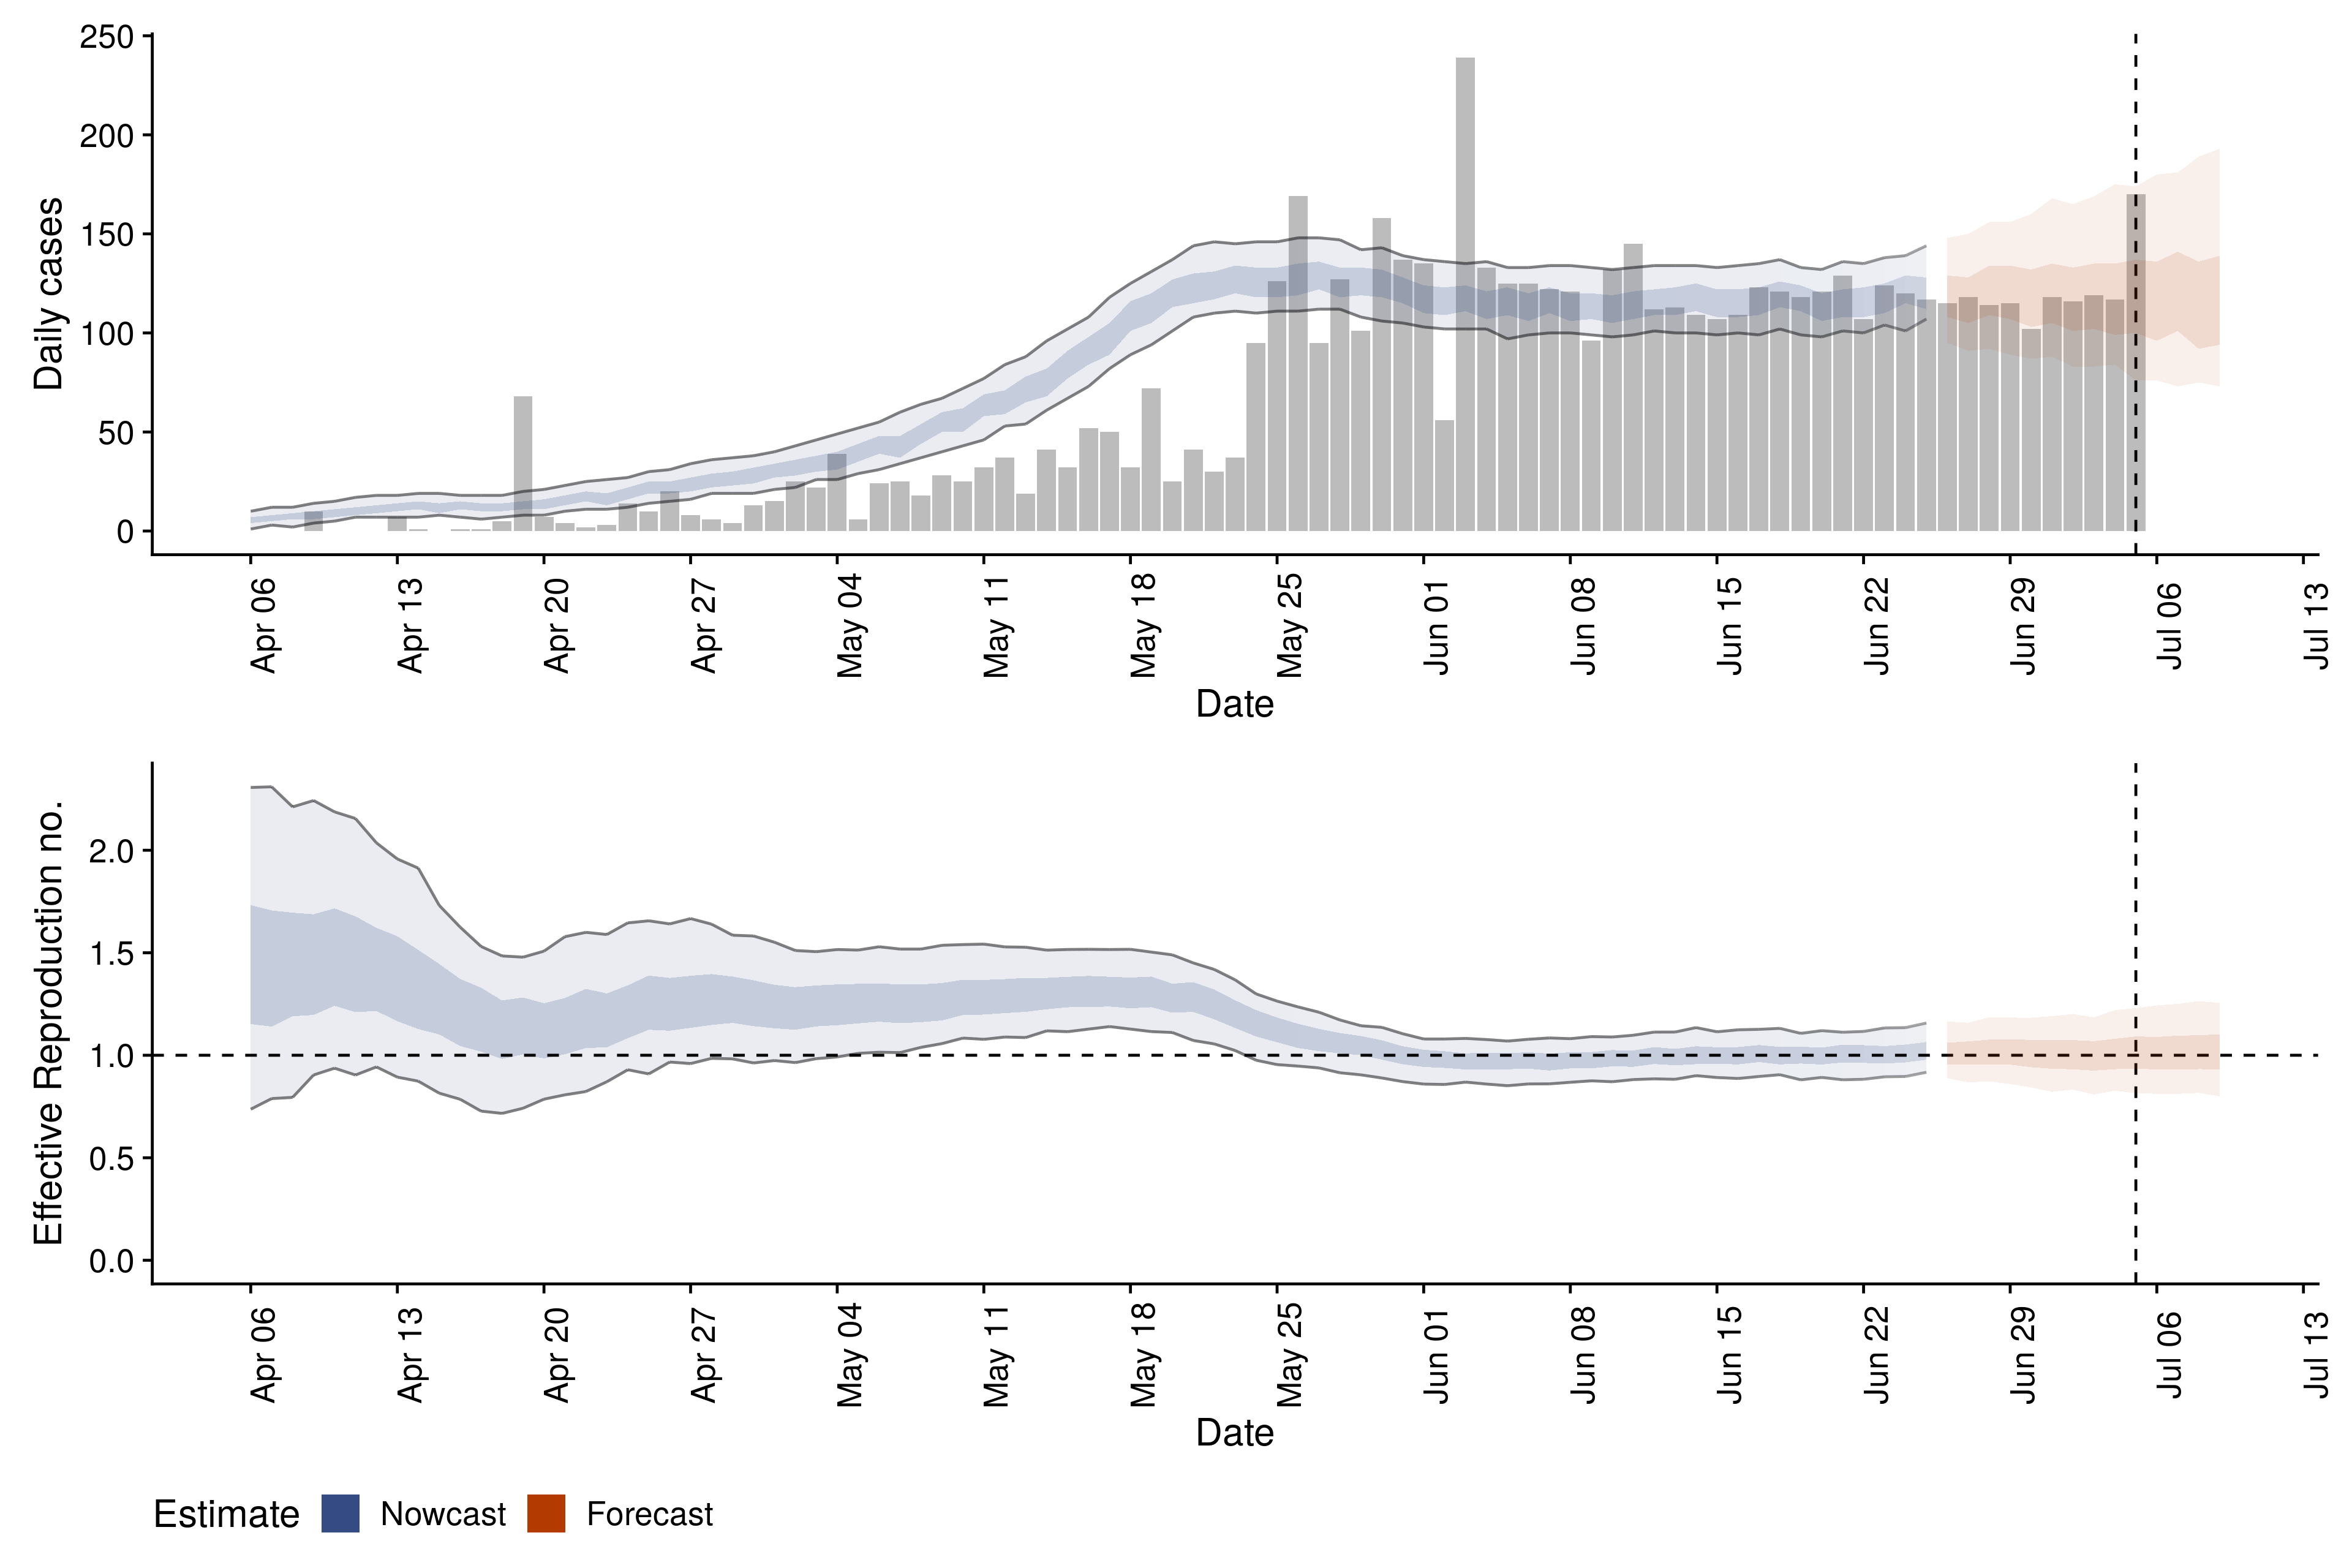 250
200
150
100
50
0
Daily cases
Apr 06 Apr 13 Apr 20 Apr 27 May 04 May 11 May 18 May 25 Jun 01 Jun 08 Jun 15 Jun 22 Jun 29 Jul 06 Jul 13
Date
2.0
1.5
1.0
0.5
0.0
Effective Reproduction no.
Apr 06 Apr 13 Apr 20 Apr 27 May 04 May 11 May 18 May 25 Jun 01 Jun 08 Jun 15 Jun 22 Jun 29 Jul 06 Jul 13
Date
Estimate Nowcast Forecast